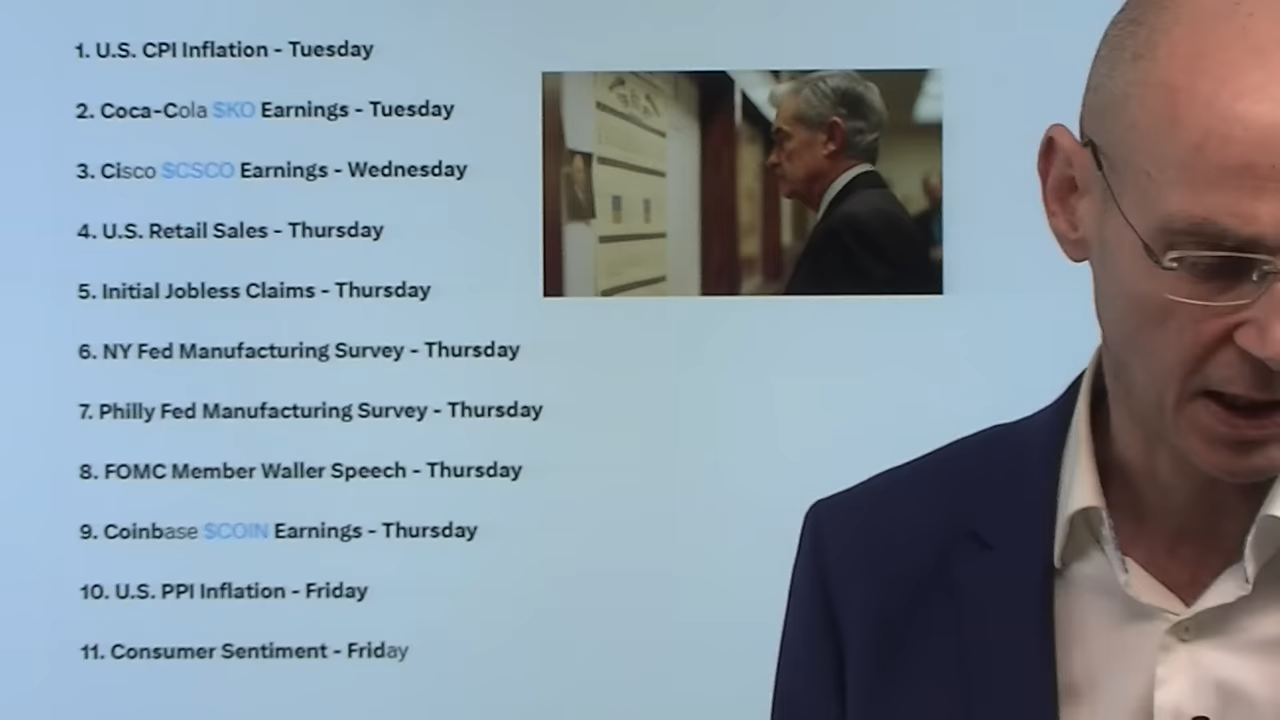 1. U.S. CPI Inflation - Tuesday
2. Coca-Cola $KO Earnings - Tuesday
3. Cisco $CSCO Earnings - Wednesday
4. U.S. Retail Sales - Thursday
5. Initial Jobless Claims - Thursday
6. NY Fed Manufacturing Survey - Thursday
7. Philly Fed Manufacturing Survey - Thursday
8. FOMC Member Waller Speech - Thursday
9. Coinbase $COIN Earnings - Thursday
10. U.S. PPI Inflation - Friday
11. Consumer Sentiment - Friday